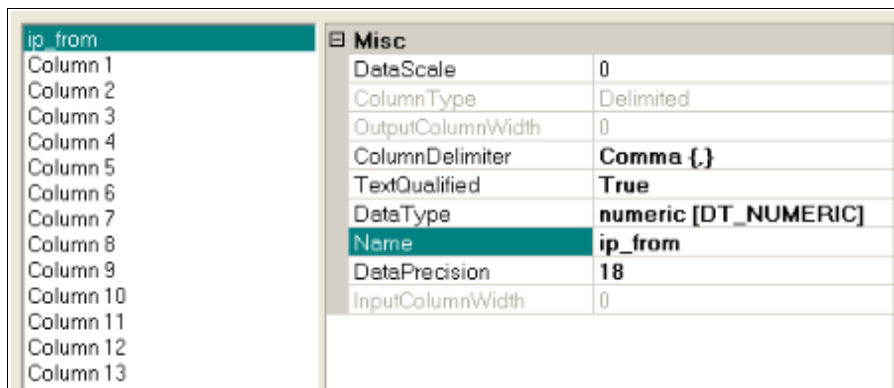 ip_from
Column 1
Column 2
Column 3
Column 4
Column 5
Column 6
Column 7
Column 8
Column 9
Column 10
Column 11
Column 12
Column 13
Misc
DataScale 0
ColumnType Delimited
OutputColumnWidth 0
ColumnDelimiter Comma {,}
TextQualified True
DataType numeric [DT_NUMERIC]
Name ip_from
DataPrecision 18
InputColumnWidth 0